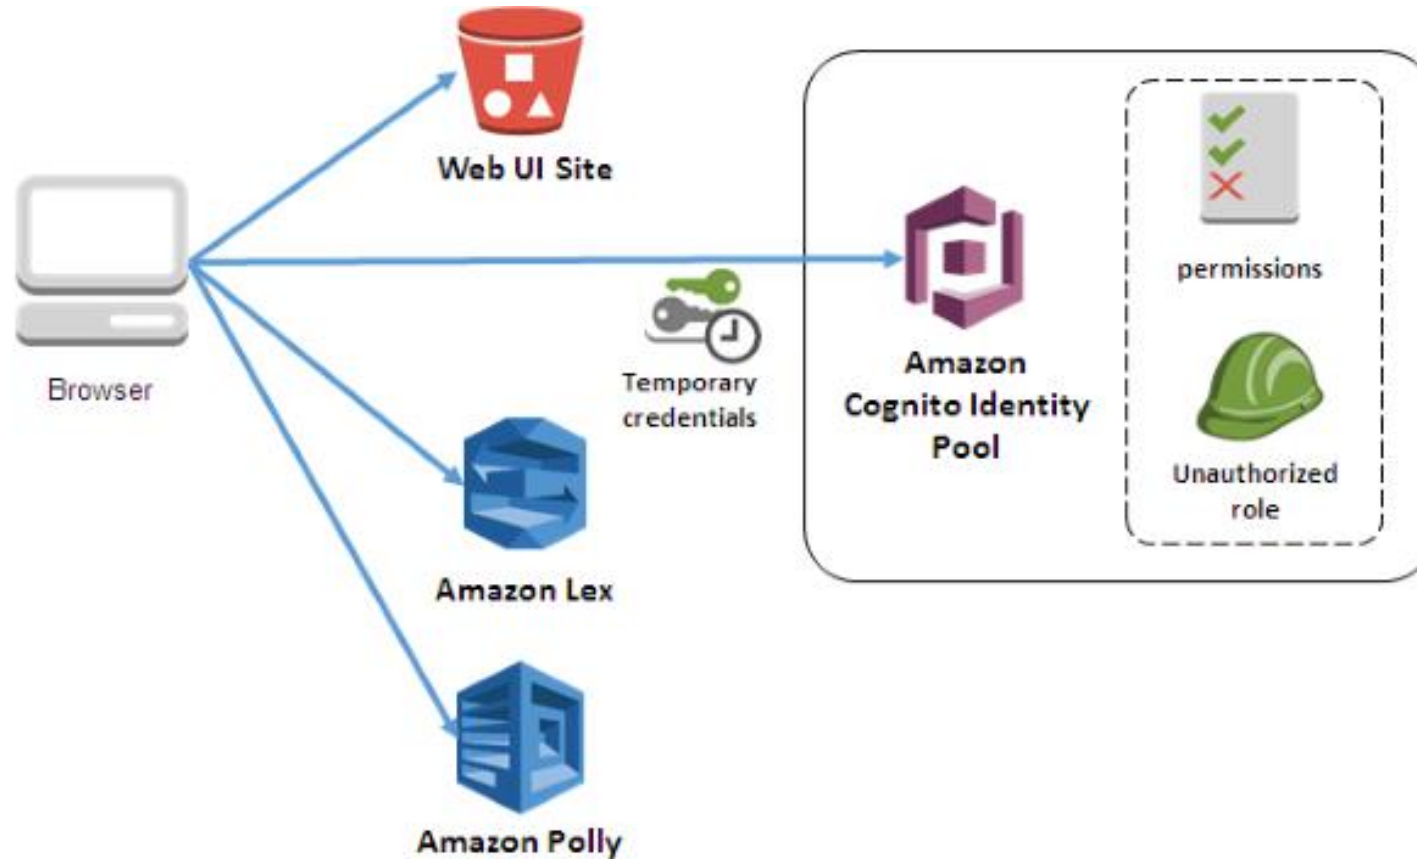 Web UI Site
Browser
permissions
Temporary
credentials
Amazon
Cognito Identity
Pool
Unauthorized
role
Amazon Lex
Amazon Polly